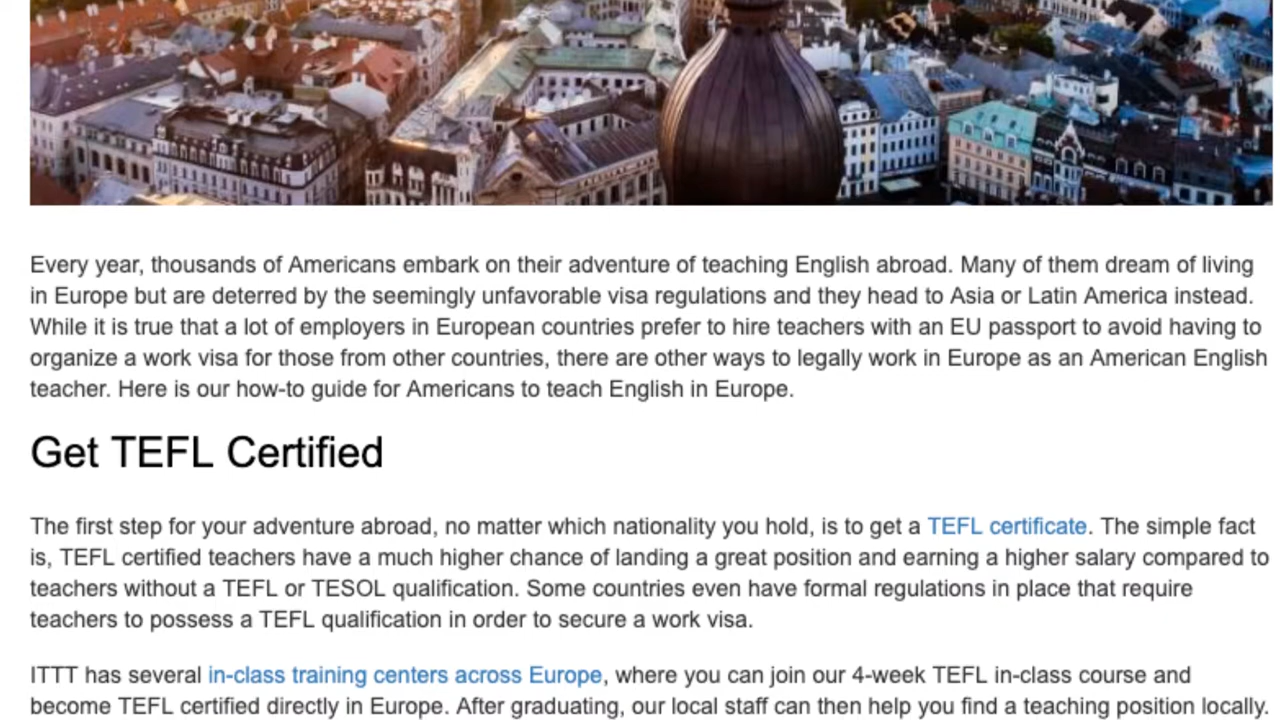 Every year, thousands of Americans embark on their adventure of teaching English abroad. Many of them dream of living
in Europe but are deterred by the seemingly unfavorable visa regulations and they head to Asia or Latin America instead.
While it is true that a lot of employers in European countries prefer to hire teachers with an EU passport to avoid having to
organize a work visa for those from other countries, there are other ways to legally work in Europe as an American English
teacher. Here is our how-to guide for Americans to teach English in Europe.
Get TEFL Certified
The first step for your adventure abroad, no matter which nationality you hold, is to get a TEFL certificate. The simple fact
is, TEFL certified teachers have a much higher chance of landing a great position and earning a higher salary compared to
teachers without a TEFL or TESOL qualification. Some countries even have formal regulations in place that require
teachers to possess a TEFL qualification in order to secure a work visa.
ITTT has several in-class training centers across Europe, where you can join our 4-week TEFL in-class course and
become TEFL certified directly in Europe. After graduating, our local staff can then help you find a teaching position locally.